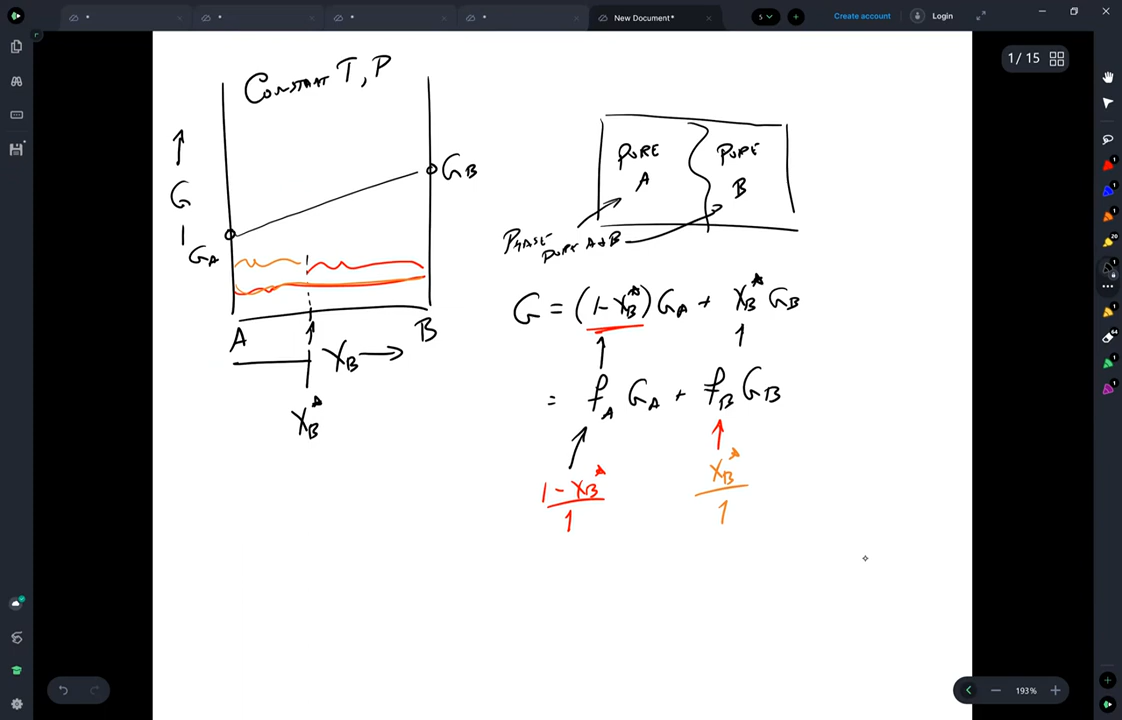 * * * * New Document* 5 Create account Login
1 / 15
CONSTANT T, P
G
GA
GB
A
B
XB
XB*
PURE A
PURE B
PHASE
PURE A + B
G = (1-XB*) GA + XB* GB
= fA GA + fB GB
1 - XB*
1
XB*
1
193%